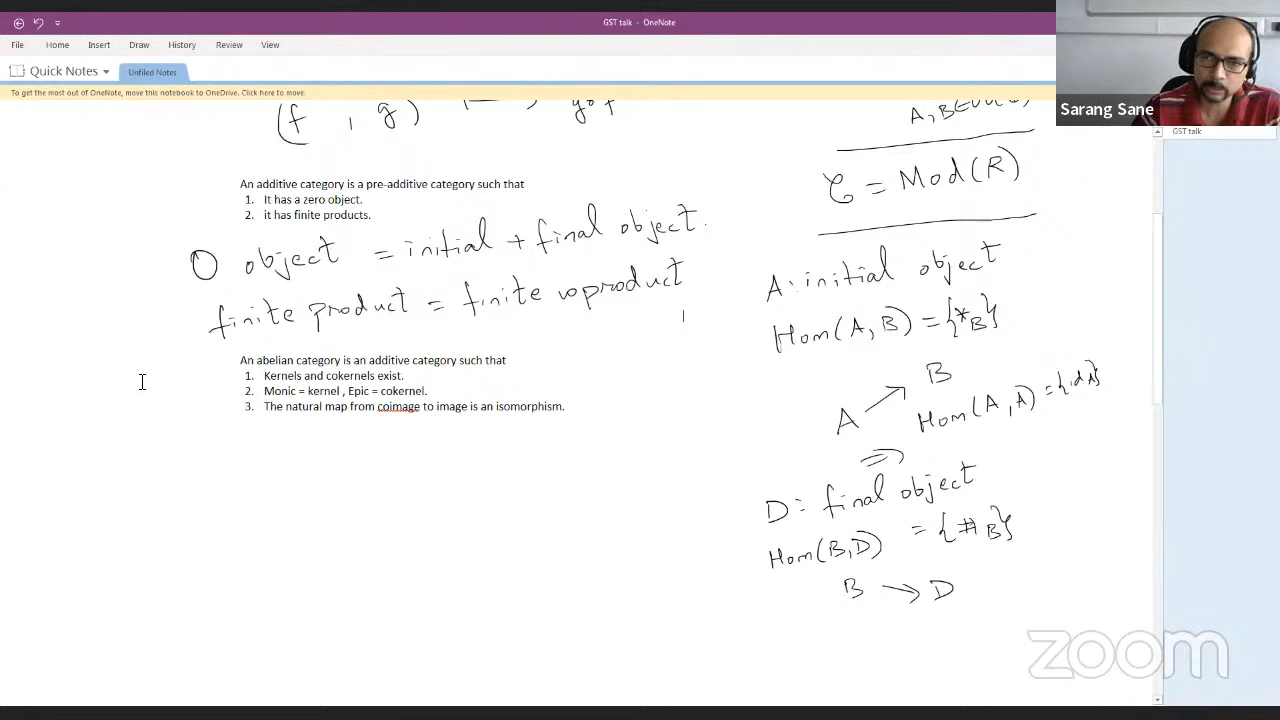 GST talk - OneNote
File Home Insert Draw History Review View
Quick Notes
Unfiled Notes
To get the most out of OneNote, move this notebook to OneDrive. Click here to move.
Sarang Sane
GST talk
(f , g)
A, B ∈
An additive category is a pre-additive category such that
1. It has a zero object.
2. it has finite products.
O object = initial + final object.
finite product = finite coproduct
An abelian category is an additive category such that
1. Kernels and cokernels exist.
2. Monic = kernel , Epic = cokernel.
3. The natural map from coimage to image is an isomorphism.
C = Mod(R)
A: initial object
Hom(A, B) = {*B}
A → B
Hom(A, A) = {idA}
D: final object
Hom(B, D) = {#B}
B → D
zoom